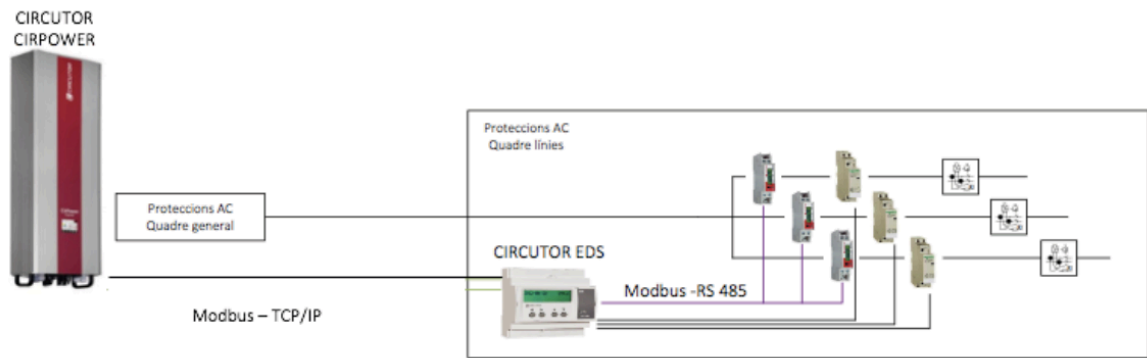 CIRCUTOR
CIRPOWER
Proteccions AC
Quadre línies
Proteccions AC
Quadre general
CIRCUTOR EDS
Modbus -RS 485
Modbus – TCP/IP